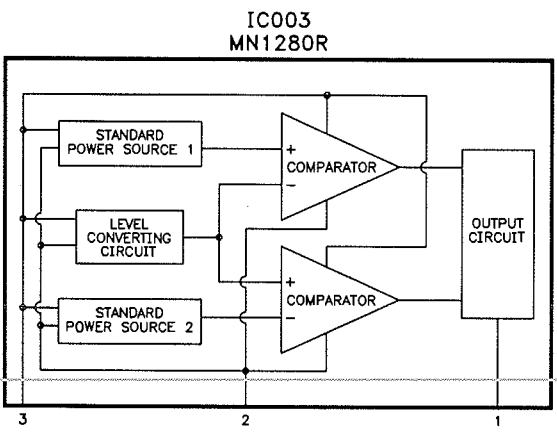 IC003
MN1280R
STANDARD
POWER SOURCE 1
+
COMPARATOR
−
LEVEL
CONVERTING
CIRCUIT
OUTPUT
CIRCUIT
+
COMPARATOR
−
STANDARD
POWER SOURCE 2
3
2
1